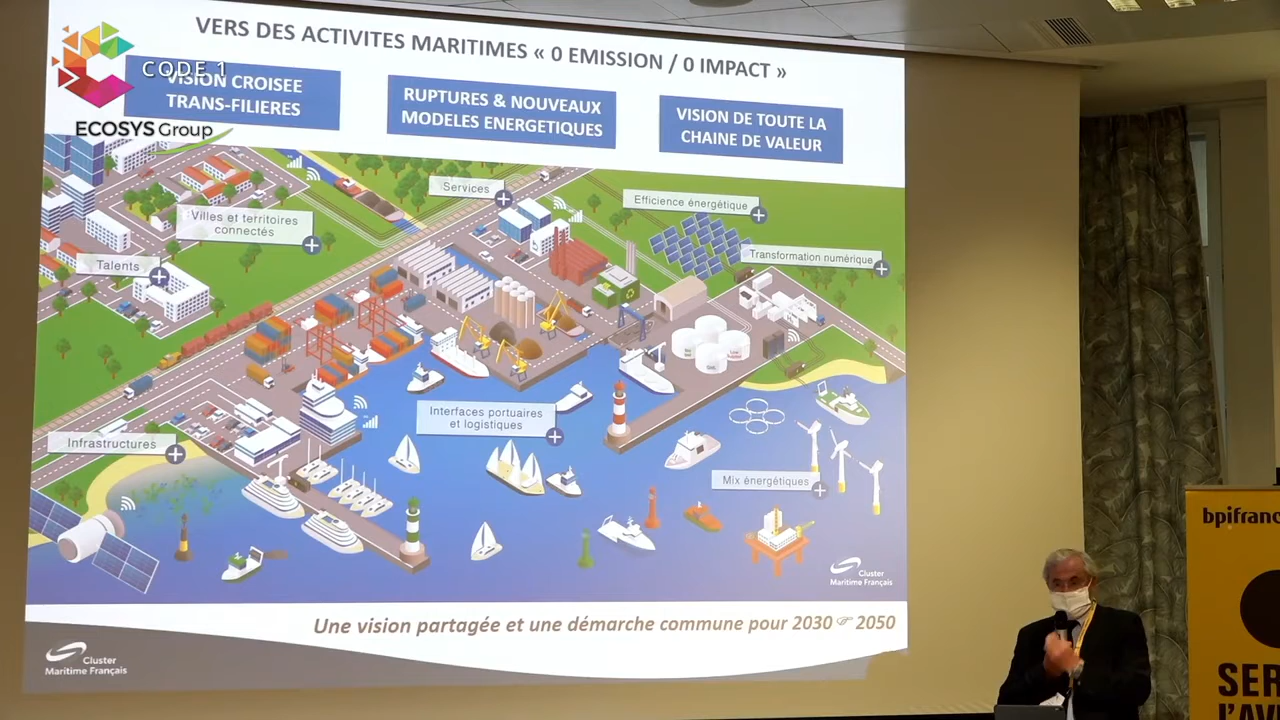 VERS DES ACTIVITES MARITIMES « 0 EMISSION / 0 IMPACT »
CODE 1
ECOSYS Group
VISION CROISEE
TRANS-FILIERES
RUPTURES & NOUVEAUX
MODELES ENERGETIQUES
VISION DE TOUTE LA
CHAINE DE VALEUR
Services
Efficience énergétique
Villes et territoires
connectés
Transformation numérique
Talents
Interfaces portuaires
et logistiques
Infrastructures
Mix énergétiques
Cluster
Maritime Français
Une vision partagée et une démarche commune pour 2030 ☞ 2050
Cluster
Maritime Français
bpifranc
SER
L'AV